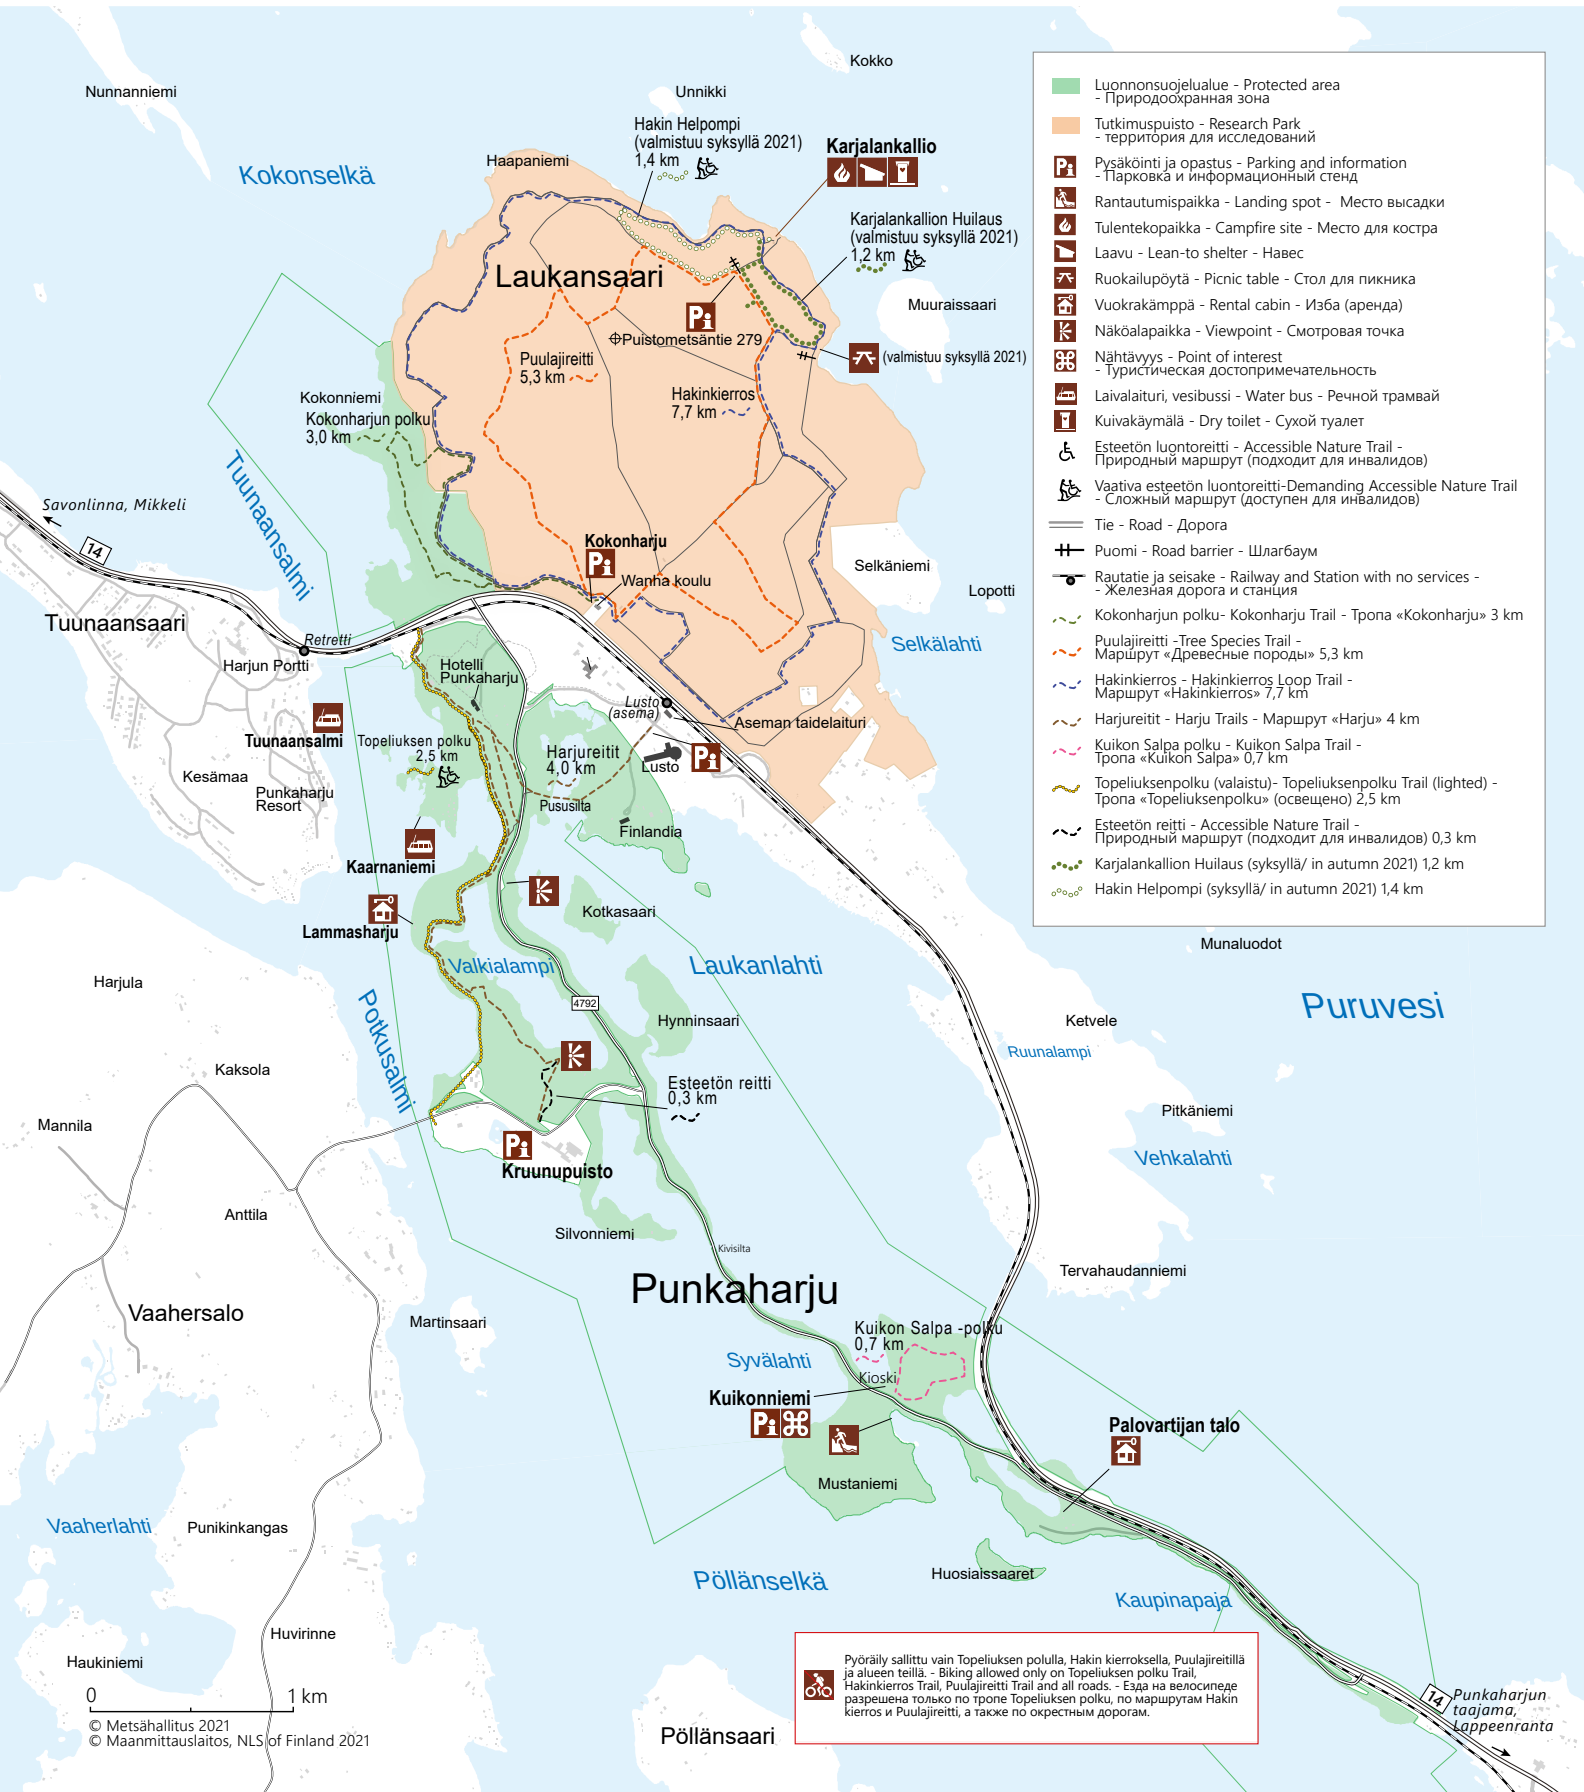 Kokko
Nunnanniemi
Unnikki
Hakin Helpompi
(valmistuu syksyllä 2021)
1,4 km
Karjalankallio
Haapaniemi
Kokonselkä
Karjalankallion Huilaus
(valmistuu syksyllä 2021)
1,2 km
Laukansaari
Muuraissaari
Pi
Puistometsäntie 279
(valmistuu syksyllä 2021)
Puulajireitti
5,3 km
Hakinkierros
7,7 km
Kokonniemi
Kokonharjun polku
3,0 km
Tuunaansalmi
Savonlinna, Mikkeli
14
Kokonharju
Pi
Wanha koulu
Selkäniemi
Lopotti
Selkälahti
Tuunaansaari
Retretti
Harjun Portti
Hotelli
Punkaharju
Lusto
(asema)
Aseman taidelaituri
Tuunaansalmi
Topeliuksen polku
2,5 km
Harjureitit
4,0 km
Lusto
Pi
Kesämaa
Punkaharju
Resort
Pususilta
Finlandia
Kaarnaniemi
Lammasharju
Kotkasaari
Valkialampi
Laukanlahti
Munaluodot
Harjula
4792
Puruvesi
Potkusalmi
Hynninsaari
Ketvele
Ruunalampi
Kaksola
Esteetön reitti
0,3 km
Mannila
Pitkäniemi
Pi
Kruunupuisto
Vehkalahti
Anttila
Silvonniemi
Kivisilta
Tervahaudanniemi
Punkaharju
Vaahersalo
Martinsaari
Kuikon Salpa -polku
0,7 km
Syvälahti
Kioski
Kuikonniemi
Pi
Palovartijan talo
Mustaniemi
Vaaherlahti
Punikinkangas
Huosiaissaaret
Pöllänselkä
Kaupinapaja
Huvirinne
Haukiniemi
0 1 km
© Metsähallitus 2021
© Maanmittauslaitos, NLS of Finland 2021
Pöllänsaari
14
Punkaharjun
taajama,
Lappeenranta
Luonnonsuojelualue - Protected area
- Природоохранная зона
Tutkimuspuisto - Research Park
- территория для исследований
Pi
Pysäköinti ja opastus - Parking and information
- Парковка и информационный стенд
Rantautumispaikka - Landing spot - Место высадки
Tulentekopaikka - Campfire site - Место для костра
Laavu - Lean-to shelter - Навес
Ruokailupöytä - Picnic table - Стол для пикника
Vuokrakämppä - Rental cabin - Изба (аренда)
Näköalapaikka - Viewpoint - Смотровая точка
Nähtävyys - Point of interest
- Туристическая достопримечательность
Laivalaituri, vesibussi - Water bus - Речной трамвай
Kuivakäymälä - Dry toilet - Сухой туалет
Esteetön luontoreitti - Accessible Nature Trail -
Природный маршрут (подходит для инвалидов)
Vaativa esteetön luontoreitti-Demanding Accessible Nature Trail
- Сложный маршрут (доступен для инвалидов)
Tie - Road - Дорога
Puomi - Road barrier - Шлагбаум
Rautatie ja seisake - Railway and Station with no services -
- Железная дорога и станция
Kokonharjun polku- Kokonharju Trail - Тропа «Kokonharju» 3 km
Puulajireitti -Tree Species Trail -
Маршрут «Древесные породы» 5,3 km
Hakinkierros - Hakinkierros Loop Trail -
Маршрут «Hakinkierros» 7,7 km
Harjureitit - Harju Trails - Маршрут «Harju» 4 km
Kuikon Salpa polku - Kuikon Salpa Trail -
Тропа «Kuikon Salpa» 0,7 km
Topeliuksenpolku (valaistu)- Topeliuksenpolku Trail (lighted) -
Тропа «Topeliuksenpolku» (освещено) 2,5 km
Esteetön reitti - Accessible Nature Trail -
Природный маршрут (подходит для инвалидов) 0,3 km
Karjalankallion Huilaus (syksyllä/ in autumn 2021) 1,2 km
Hakin Helpompi (syksyllä/ in autumn 2021) 1,4 km
Pyöräily sallittu vain Topeliuksen polulla, Hakin kierroksella, Puulajireitillä
ja alueen teillä. - Biking allowed only on Topeliuksen polku Trail,
Hakinkierros Trail, Puulajireitti Trail and all roads. - Езда на велосипеде
разрешена только по тропе Topeliuksen polku, по маршрутам Hakin
kierros и Puulajireitti, а также по окрестным дорогам.